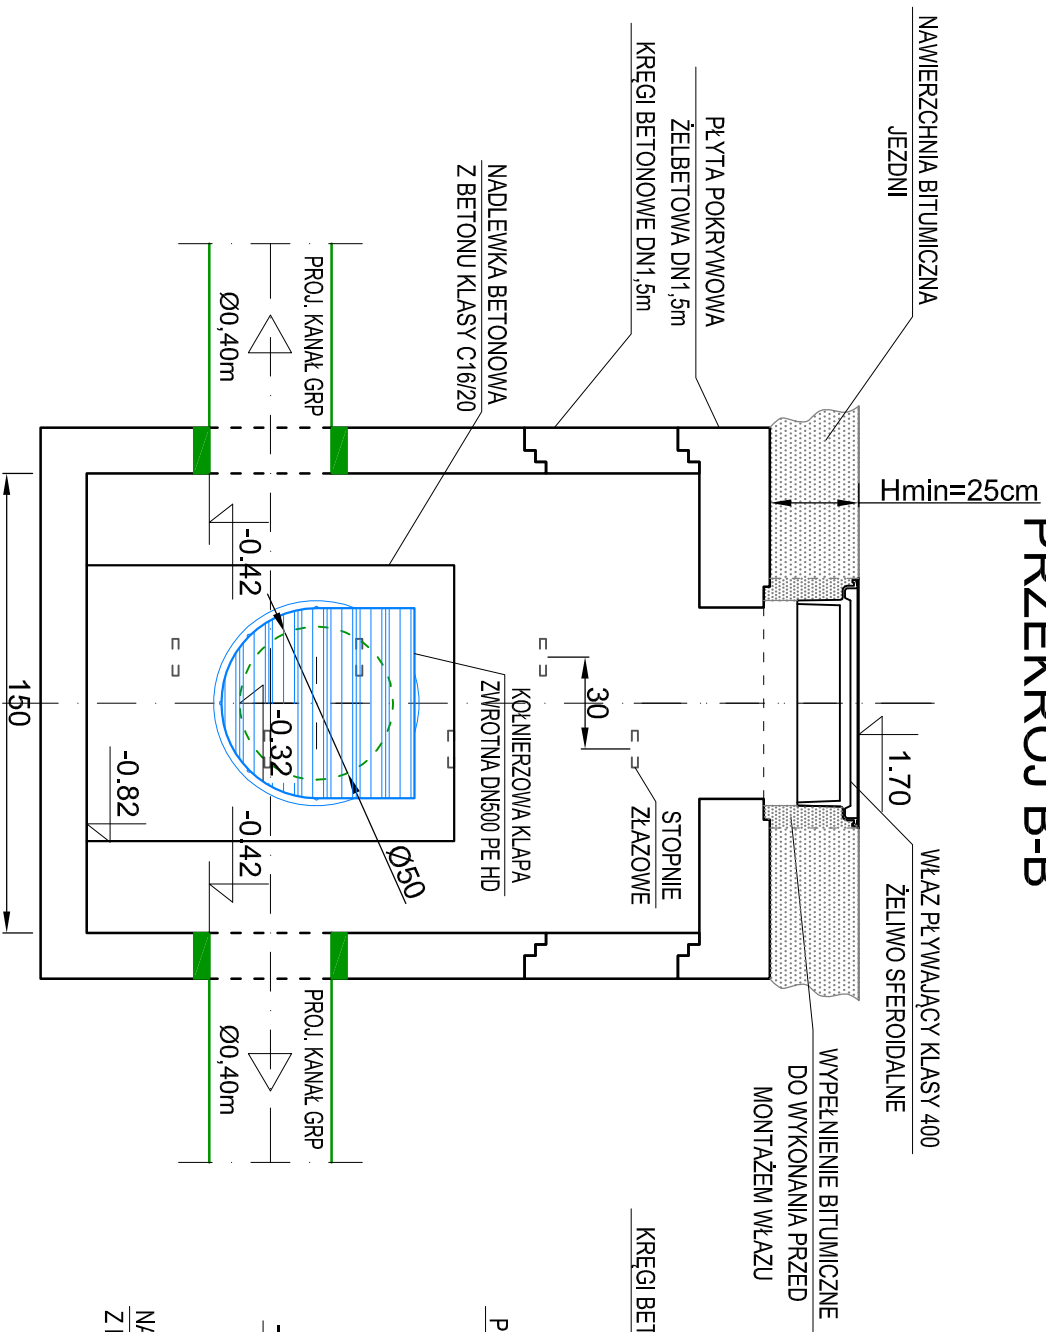 PRZEKRÓJ B-B
NAWIERZCHNIA BITUMICZNA
JEZDNI
Hmin=25cm
1.70
WŁAZ PŁYWAJĄCY KLASY 400
ŻELIWO SFEROIDALNE
WYPEŁNIENIE BITUMICZNE
DO WYKONANIA PRZED
MONTAŻEM WŁAZU
PŁYTA POKRYWOWA
ŻELBETOWA DN1,5m
KRĘGI BETONOWE DN1,5m
STOPNIE
ZŁAZOWE
30
KOŁNIERZOWA KLAPA
ZWROTNA DN500 PE HD
NADLEWKA BETONOWA
Z BETONU KLASY C16/20
Ø50
PROJ. KANAŁ GRP
Ø0,40m
-0.42
-0.32
-0.42
PROJ. KANAŁ GRP
Ø0,40m
-0.82
150
KRĘGI BET
P
NA
Z